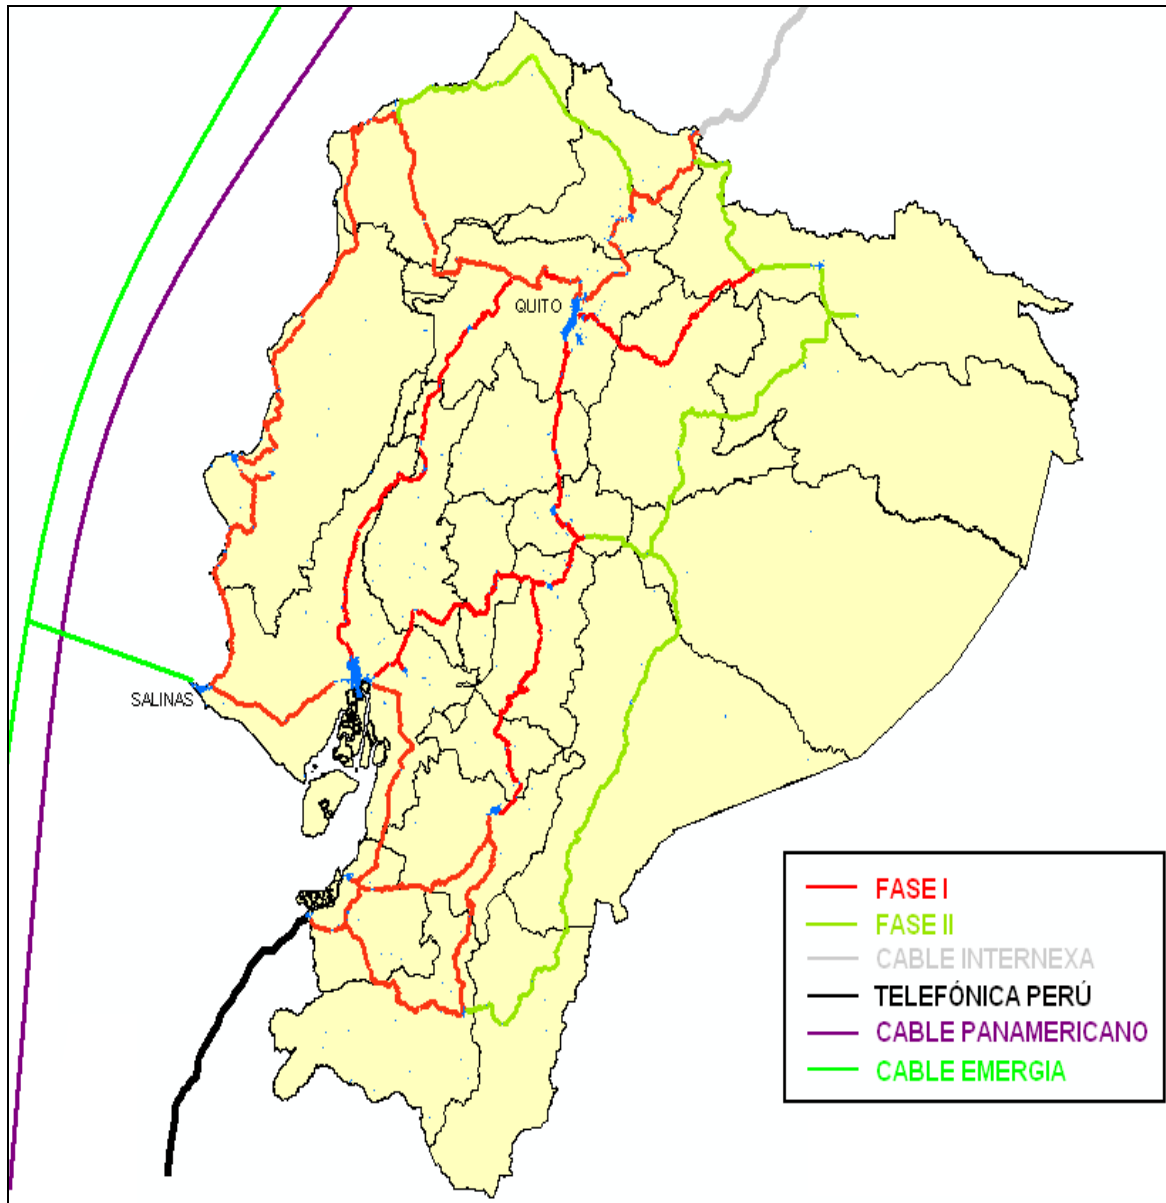 QUITO
SALINAS
FASE I
FASE II
CABLE INTERNEXA
TELEFÓNICA PERÚ
CABLE PANAMERICANO
CABLE EMERGIA